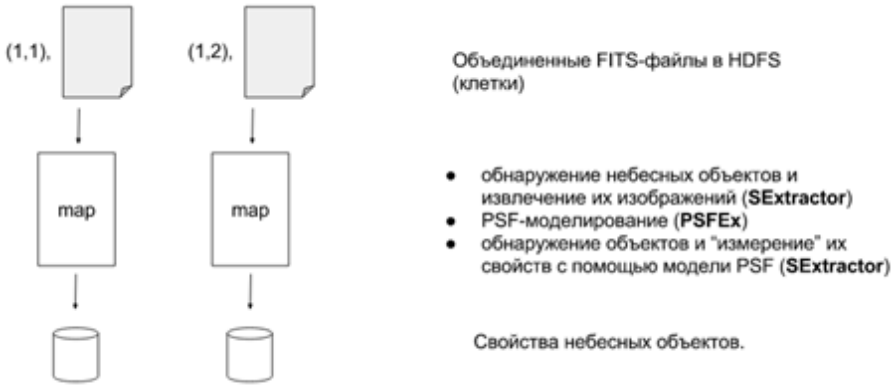 (1,1),
(1,2),
Объединенные FITS-файлы в HDFS
(клетки)
map
map
● обнаружение небесных объектов и
извлечение их изображений (SExtractor)
● PSF-моделирование (PSFEx)
● обнаружение объектов и “измерение” их
свойств с помощью модели PSF (SExtractor)
Свойства небесных объектов.